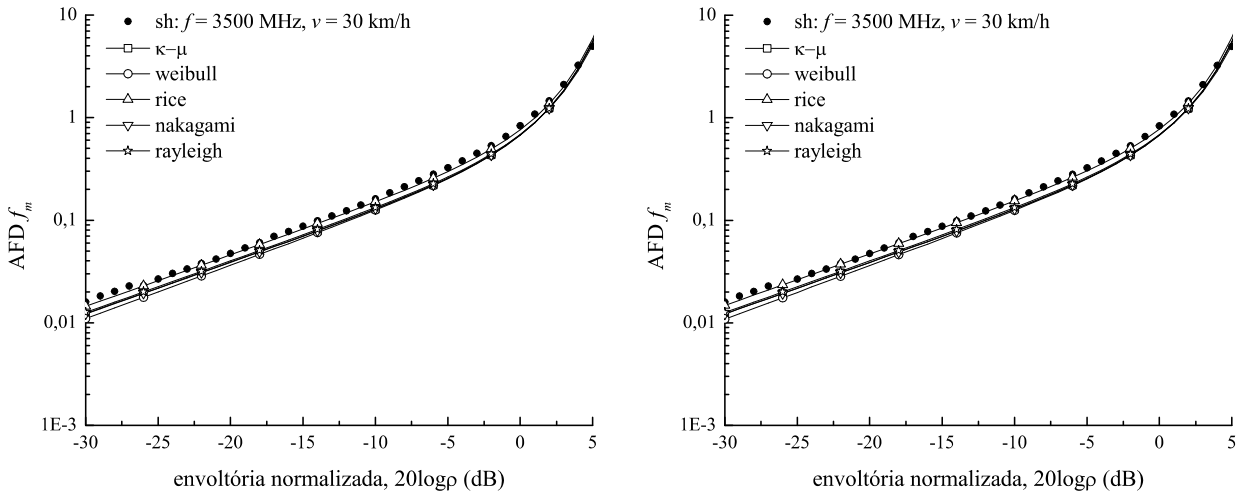 10
1
0,1
0,01
1E-3
AFD fm
sh: f = 3500 MHz, v = 30 km/h
κ–μ
weibull
rice
nakagami
rayleigh
-30 -25 -20 -15 -10 -5 0 5
envoltória normalizada, 20logρ (dB)
10
1
0,1
0,01
1E-3
AFD fm
sh: f = 3500 MHz, v = 30 km/h
κ–μ
weibull
rice
nakagami
rayleigh
-30 -25 -20 -15 -10 -5 0 5
envoltória normalizada, 20logρ (dB)